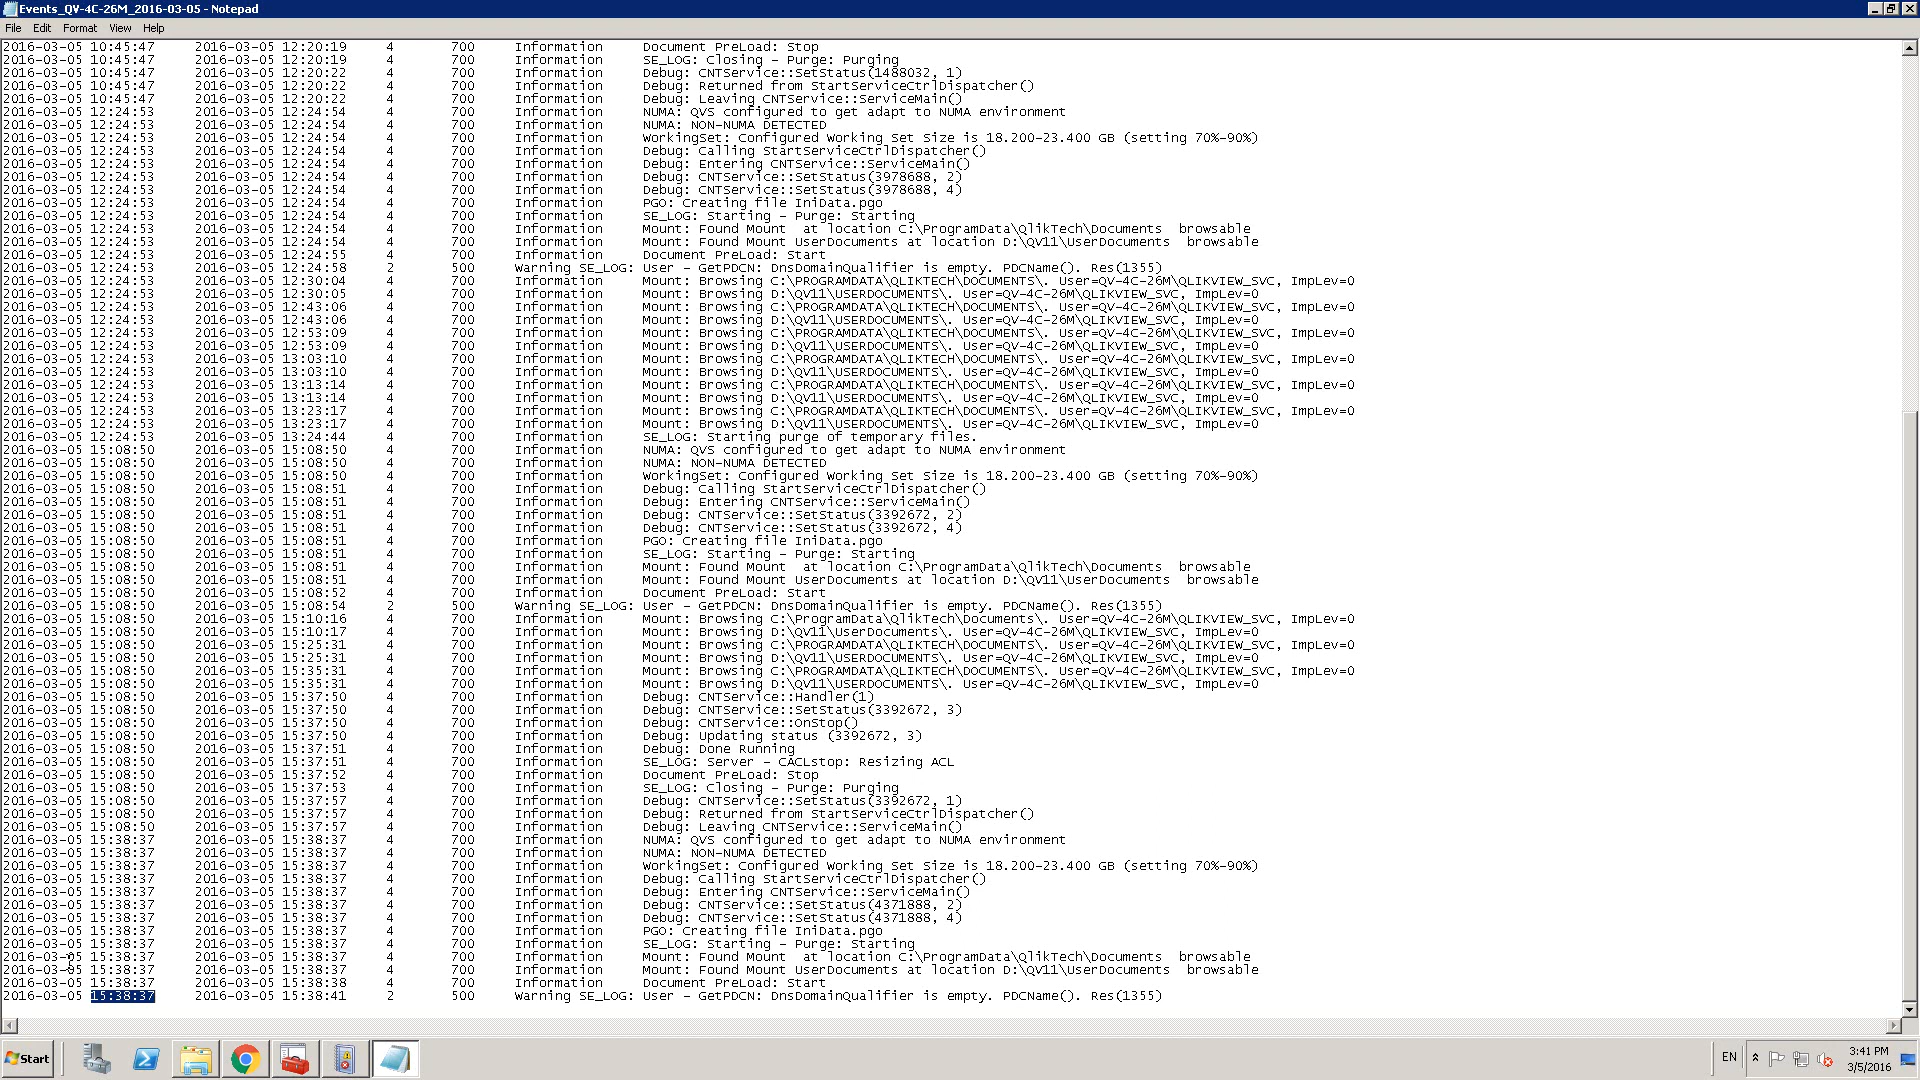 Events_QV-4C-26M_2016-03-05 - Notepad
File Edit Format View Help
2016-03-05 10:45:47 2016-03-05 12:20:19 4 700 Information Document PreLoad: Stop
2016-03-05 10:45:47 2016-03-05 12:20:19 4 700 Information SE_LOG: Closing - Purge: Purging
2016-03-05 10:45:47 2016-03-05 12:20:22 4 700 Information Debug: CNTService::SetStatus(1488032, 1)
2016-03-05 10:45:47 2016-03-05 12:20:22 4 700 Information Debug: Returned from StartServiceCtrlDispatcher()
2016-03-05 10:45:47 2016-03-05 12:20:22 4 700 Information Debug: Leaving CNTService::ServiceMain()
2016-03-05 12:24:53 2016-03-05 12:24:54 4 700 Information NUMA: QVS configured to get adapt to NUMA environment
2016-03-05 12:24:53 2016-03-05 12:24:54 4 700 Information NUMA: NON-NUMA DETECTED
2016-03-05 12:24:53 2016-03-05 12:24:54 4 700 Information WorkingSet: Configured Working Set Size is 18.200-23.400 GB (setting 70%-90%)
2016-03-05 12:24:53 2016-03-05 12:24:54 4 700 Information Debug: Calling StartServiceCtrlDispatcher()
2016-03-05 12:24:53 2016-03-05 12:24:54 4 700 Information Debug: Entering CNTService::ServiceMain()
2016-03-05 12:24:53 2016-03-05 12:24:54 4 700 Information Debug: CNTService::SetStatus(3978688, 2)
2016-03-05 12:24:53 2016-03-05 12:24:54 4 700 Information Debug: CNTService::SetStatus(3978688, 4)
2016-03-05 12:24:53 2016-03-05 12:24:54 4 700 Information PGO: Creating file IniData.pgo
2016-03-05 12:24:53 2016-03-05 12:24:54 4 700 Information SE_LOG: Starting - Purge: Starting
2016-03-05 12:24:53 2016-03-05 12:24:54 4 700 Information Mount: Found Mount  at location C:\ProgramData\QlikTech\Documents  browsable
2016-03-05 12:24:53 2016-03-05 12:24:54 4 700 Information Mount: Found Mount UserDocuments at location D:\QV11\UserDocuments  browsable
2016-03-05 12:24:53 2016-03-05 12:24:55 4 700 Information Document PreLoad: Start
2016-03-05 12:24:53 2016-03-05 12:24:58 2 500 Warning SE_LOG: User - GetPDCN: DnsDomainQualifier is empty. PDCName(). Res(1355)
2016-03-05 12:24:53 2016-03-05 12:30:04 4 700 Information Mount: Browsing C:\PROGRAMDATA\QLIKTECH\DOCUMENTS\. User=QV-4C-26M\QLIKVIEW_SVC, ImpLev=0
2016-03-05 12:24:53 2016-03-05 12:30:05 4 700 Information Mount: Browsing D:\QV11\USERDOCUMENTS\. User=QV-4C-26M\QLIKVIEW_SVC, ImpLev=0
2016-03-05 12:24:53 2016-03-05 12:43:06 4 700 Information Mount: Browsing C:\PROGRAMDATA\QLIKTECH\DOCUMENTS\. User=QV-4C-26M\QLIKVIEW_SVC, ImpLev=0
2016-03-05 12:24:53 2016-03-05 12:43:06 4 700 Information Mount: Browsing D:\QV11\USERDOCUMENTS\. User=QV-4C-26M\QLIKVIEW_SVC, ImpLev=0
2016-03-05 12:24:53 2016-03-05 12:53:09 4 700 Information Mount: Browsing C:\PROGRAMDATA\QLIKTECH\DOCUMENTS\. User=QV-4C-26M\QLIKVIEW_SVC, ImpLev=0
2016-03-05 12:24:53 2016-03-05 12:53:09 4 700 Information Mount: Browsing D:\QV11\USERDOCUMENTS\. User=QV-4C-26M\QLIKVIEW_SVC, ImpLev=0
2016-03-05 12:24:53 2016-03-05 13:03:10 4 700 Information Mount: Browsing C:\PROGRAMDATA\QLIKTECH\DOCUMENTS\. User=QV-4C-26M\QLIKVIEW_SVC, ImpLev=0
2016-03-05 12:24:53 2016-03-05 13:03:10 4 700 Information Mount: Browsing D:\QV11\USERDOCUMENTS\. User=QV-4C-26M\QLIKVIEW_SVC, ImpLev=0
2016-03-05 12:24:53 2016-03-05 13:13:14 4 700 Information Mount: Browsing C:\PROGRAMDATA\QLIKTECH\DOCUMENTS\. User=QV-4C-26M\QLIKVIEW_SVC, ImpLev=0
2016-03-05 12:24:53 2016-03-05 13:13:14 4 700 Information Mount: Browsing D:\QV11\USERDOCUMENTS\. User=QV-4C-26M\QLIKVIEW_SVC, ImpLev=0
2016-03-05 12:24:53 2016-03-05 13:23:17 4 700 Information Mount: Browsing C:\PROGRAMDATA\QLIKTECH\DOCUMENTS\. User=QV-4C-26M\QLIKVIEW_SVC, ImpLev=0
2016-03-05 12:24:53 2016-03-05 13:23:17 4 700 Information Mount: Browsing D:\QV11\USERDOCUMENTS\. User=QV-4C-26M\QLIKVIEW_SVC, ImpLev=0
2016-03-05 12:24:53 2016-03-05 13:24:44 4 700 Information SE_LOG: Starting purge of temporary files.
2016-03-05 15:08:50 2016-03-05 15:08:50 4 700 Information NUMA: QVS configured to get adapt to NUMA environment
2016-03-05 15:08:50 2016-03-05 15:08:50 4 700 Information NUMA: NON-NUMA DETECTED
2016-03-05 15:08:50 2016-03-05 15:08:50 4 700 Information WorkingSet: Configured Working Set Size is 18.200-23.400 GB (setting 70%-90%)
2016-03-05 15:08:50 2016-03-05 15:08:51 4 700 Information Debug: Calling StartServiceCtrlDispatcher()
2016-03-05 15:08:50 2016-03-05 15:08:51 4 700 Information Debug: Entering CNTService::ServiceMain()
2016-03-05 15:08:50 2016-03-05 15:08:51 4 700 Information Debug: CNTService::SetStatus(3392672, 2)
2016-03-05 15:08:50 2016-03-05 15:08:51 4 700 Information Debug: CNTService::SetStatus(3392672, 4)
2016-03-05 15:08:50 2016-03-05 15:08:51 4 700 Information PGO: Creating file IniData.pgo
2016-03-05 15:08:50 2016-03-05 15:08:51 4 700 Information SE_LOG: Starting - Purge: Starting
2016-03-05 15:08:50 2016-03-05 15:08:51 4 700 Information Mount: Found Mount  at location C:\ProgramData\QlikTech\Documents  browsable
2016-03-05 15:08:50 2016-03-05 15:08:51 4 700 Information Mount: Found Mount UserDocuments at location D:\QV11\UserDocuments  browsable
2016-03-05 15:08:50 2016-03-05 15:08:52 4 700 Information Document PreLoad: Start
2016-03-05 15:08:50 2016-03-05 15:08:54 2 500 Warning SE_LOG: User - GetPDCN: DnsDomainQualifier is empty. PDCName(). Res(1355)
2016-03-05 15:08:50 2016-03-05 15:10:16 4 700 Information Mount: Browsing C:\ProgramData\QlikTech\Documents\. User=QV-4C-26M\QLIKVIEW_SVC, ImpLev=0
2016-03-05 15:08:50 2016-03-05 15:10:17 4 700 Information Mount: Browsing D:\QV11\UserDocuments\. User=QV-4C-26M\QLIKVIEW_SVC, ImpLev=0
2016-03-05 15:08:50 2016-03-05 15:25:31 4 700 Information Mount: Browsing C:\PROGRAMDATA\QLIKTECH\DOCUMENTS\. User=QV-4C-26M\QLIKVIEW_SVC, ImpLev=0
2016-03-05 15:08:50 2016-03-05 15:25:31 4 700 Information Mount: Browsing D:\QV11\USERDOCUMENTS\. User=QV-4C-26M\QLIKVIEW_SVC, ImpLev=0
2016-03-05 15:08:50 2016-03-05 15:35:31 4 700 Information Mount: Browsing C:\PROGRAMDATA\QLIKTECH\DOCUMENTS\. User=QV-4C-26M\QLIKVIEW_SVC, ImpLev=0
2016-03-05 15:08:50 2016-03-05 15:35:31 4 700 Information Mount: Browsing D:\QV11\USERDOCUMENTS\. User=QV-4C-26M\QLIKVIEW_SVC, ImpLev=0
2016-03-05 15:08:50 2016-03-05 15:37:50 4 700 Information Debug: CNTService::Handler(1)
2016-03-05 15:08:50 2016-03-05 15:37:50 4 700 Information Debug: CNTService::SetStatus(3392672, 3)
2016-03-05 15:08:50 2016-03-05 15:37:50 4 700 Information Debug: CNTService::OnStop()
2016-03-05 15:08:50 2016-03-05 15:37:50 4 700 Information Debug: Updating status (3392672, 3)
2016-03-05 15:08:50 2016-03-05 15:37:51 4 700 Information Debug: Done Running
2016-03-05 15:08:50 2016-03-05 15:37:51 4 700 Information SE_LOG: Server - CACLstop: Resizing ACL
2016-03-05 15:08:50 2016-03-05 15:37:52 4 700 Information Document PreLoad: Stop
2016-03-05 15:08:50 2016-03-05 15:37:53 4 700 Information SE_LOG: Closing - Purge: Purging
2016-03-05 15:08:50 2016-03-05 15:37:57 4 700 Information Debug: CNTService::SetStatus(3392672, 1)
2016-03-05 15:08:50 2016-03-05 15:37:57 4 700 Information Debug: Returned from StartServiceCtrlDispatcher()
2016-03-05 15:08:50 2016-03-05 15:37:57 4 700 Information Debug: Leaving CNTService::ServiceMain()
2016-03-05 15:38:37 2016-03-05 15:38:37 4 700 Information NUMA: QVS configured to get adapt to NUMA environment
2016-03-05 15:38:37 2016-03-05 15:38:37 4 700 Information NUMA: NON-NUMA DETECTED
2016-03-05 15:38:37 2016-03-05 15:38:37 4 700 Information WorkingSet: Configured Working Set Size is 18.200-23.400 GB (setting 70%-90%)
2016-03-05 15:38:37 2016-03-05 15:38:37 4 700 Information Debug: Calling StartServiceCtrlDispatcher()
2016-03-05 15:38:37 2016-03-05 15:38:37 4 700 Information Debug: Entering CNTService::ServiceMain()
2016-03-05 15:38:37 2016-03-05 15:38:37 4 700 Information Debug: CNTService::SetStatus(4371888, 2)
2016-03-05 15:38:37 2016-03-05 15:38:37 4 700 Information Debug: CNTService::SetStatus(4371888, 4)
2016-03-05 15:38:37 2016-03-05 15:38:37 4 700 Information PGO: Creating file IniData.pgo
2016-03-05 15:38:37 2016-03-05 15:38:37 4 700 Information SE_LOG: Starting - Purge: Starting
2016-03-05 15:38:37 2016-03-05 15:38:37 4 700 Information Mount: Found Mount  at location C:\ProgramData\QlikTech\Documents  browsable
2016-03-05 15:38:37 2016-03-05 15:38:37 4 700 Information Mount: Found Mount UserDocuments at location D:\QV11\UserDocuments  browsable
2016-03-05 15:38:37 2016-03-05 15:38:38 4 700 Information Document PreLoad: Start
2016-03-05 15:38:37 2016-03-05 15:38:41 2 500 Warning SE_LOG: User - GetPDCN: DnsDomainQualifier is empty. PDCName(). Res(1355)
Start
EN
3:41 PM
3/5/2016